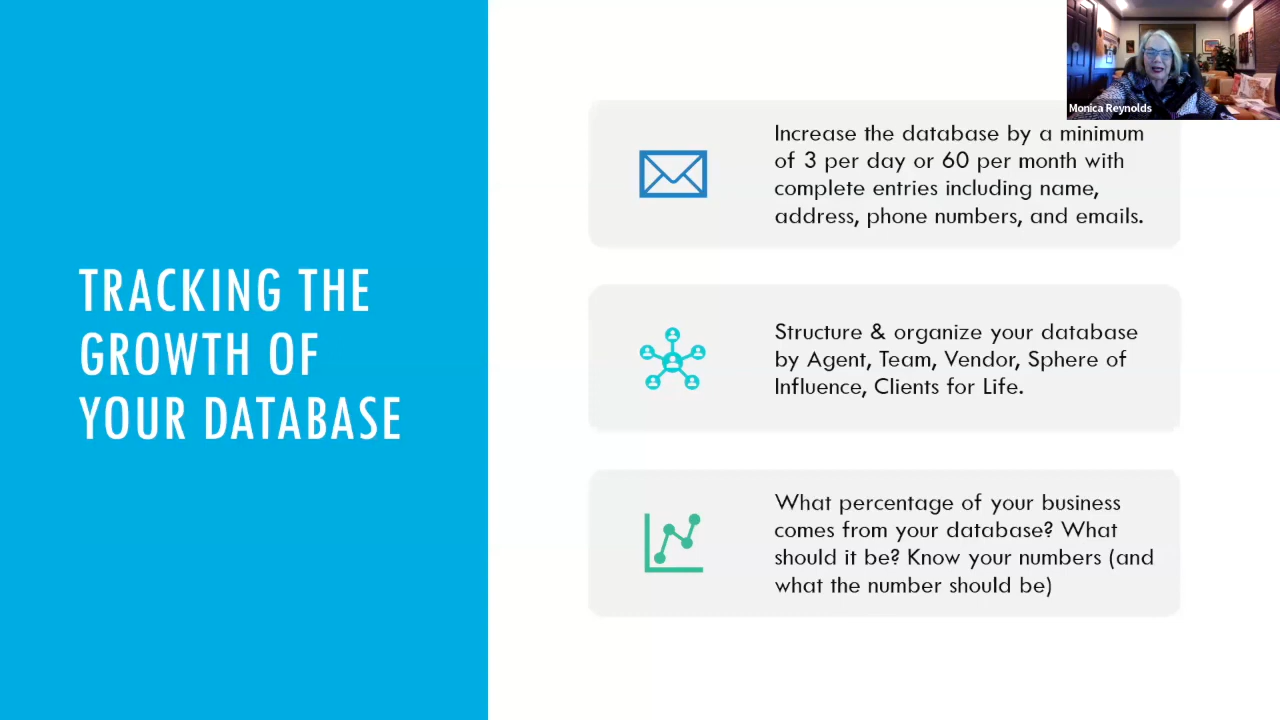 Monica Reynolds
TRACKING THE
GROWTH OF
YOUR DATABASE
Increase the database by a minimum
of 3 per day or 60 per month with
complete entries including name,
address, phone numbers, and emails.
Structure & organize your database
by Agent, Team, Vendor, Sphere of
Influence, Clients for Life.
What percentage of your business
comes from your database? What
should it be? Know your numbers (and
what the number should be)